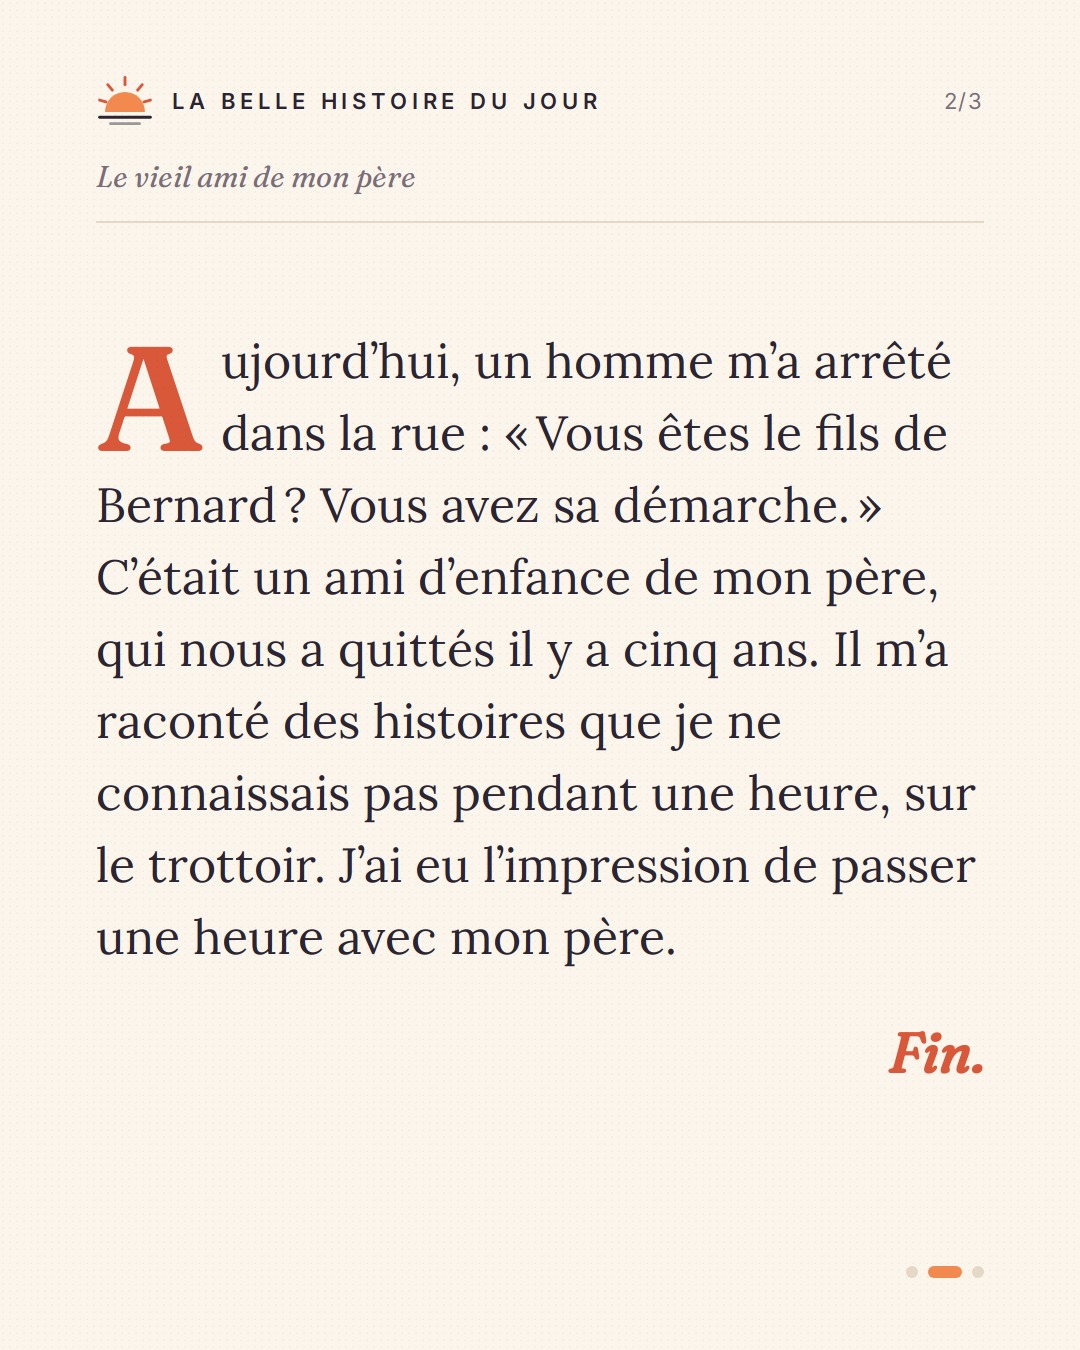 LA BELLE HISTOIRE DU JOUR
2/3
Le vieil ami de mon père
Aujourd’hui, un homme m’a arrêté
dans la rue : « Vous êtes le fils de
Bernard ? Vous avez sa démarche. »
C’était un ami d’enfance de mon père,
qui nous a quittés il y a cinq ans. Il m’a
raconté des histoires que je ne
connaissais pas pendant une heure, sur
le trottoir. J’ai eu l’impression de passer
une heure avec mon père.
Fin.